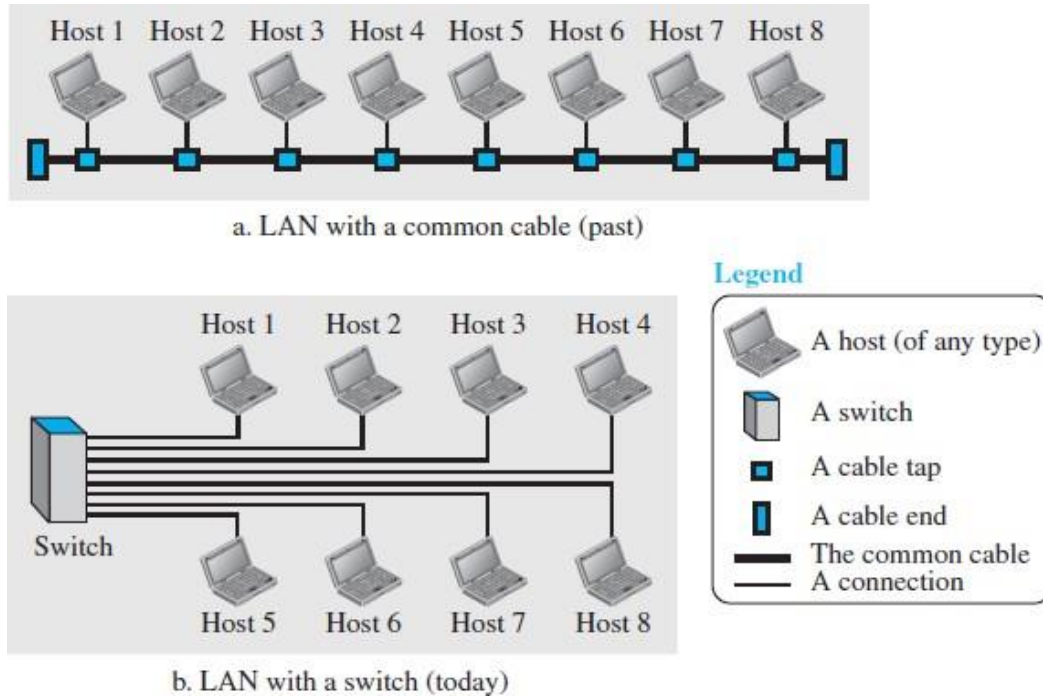 Host 1 Host 2 Host 3 Host 4 Host 5 Host 6 Host 7 Host 8
a. LAN with a common cable (past)
Host 1 Host 2 Host 3 Host 4
Switch
Host 5 Host 6 Host 7 Host 8
b. LAN with a switch (today)
Legend
A host (of any type)
A switch
A cable tap
A cable end
The common cable
A connection